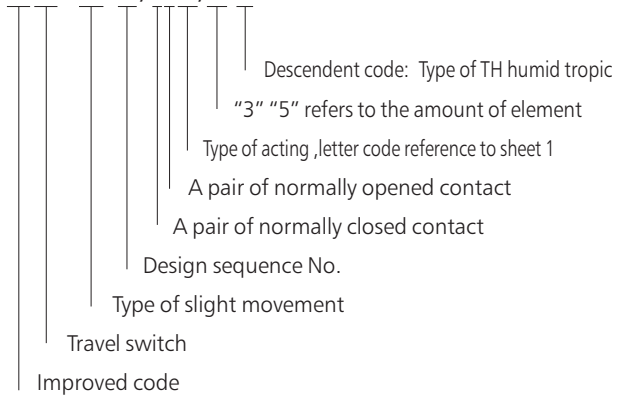 Descendent code: Type of TH humid tropic
“3” “5” refers to the amount of element
Type of acting ,letter code reference to sheet 1
A pair of normally opened contact
A pair of normally closed contact
Design sequence No.
Type of slight movement
Travel switch
Improved code